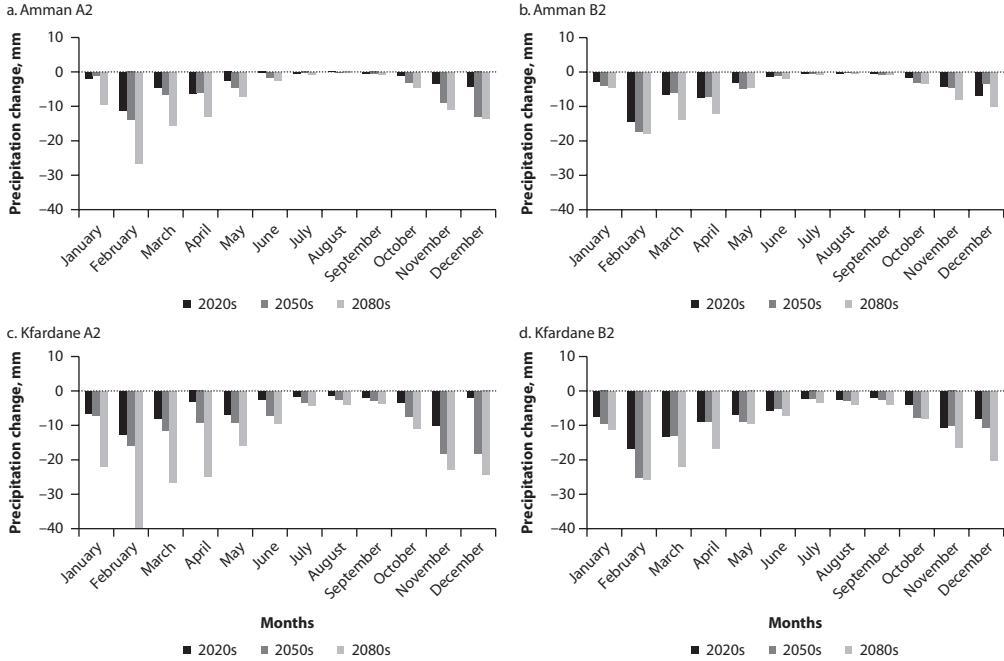 a. Amman A2
Precipitation change, mm
10
0
–10
–20
–30
–40
January
February
March
April
May
June
July
August
September
October
November
December
2020s 2050s 2080s
b. Amman B2
Precipitation change, mm
10
0
–10
–20
–30
–40
January
February
March
April
May
June
July
August
September
October
November
December
2020s 2050s 2080s
c. Kfardane A2
Precipitation change, mm
10
0
–10
–20
–30
–40
January
February
March
April
May
June
July
August
September
October
November
December
Months
2020s 2050s 2080s
d. Kfardane B2
Precipitation change, mm
10
0
–10
–20
–30
–40
January
February
March
April
May
June
July
August
September
October
November
December
Months
2020s 2050s 2080s